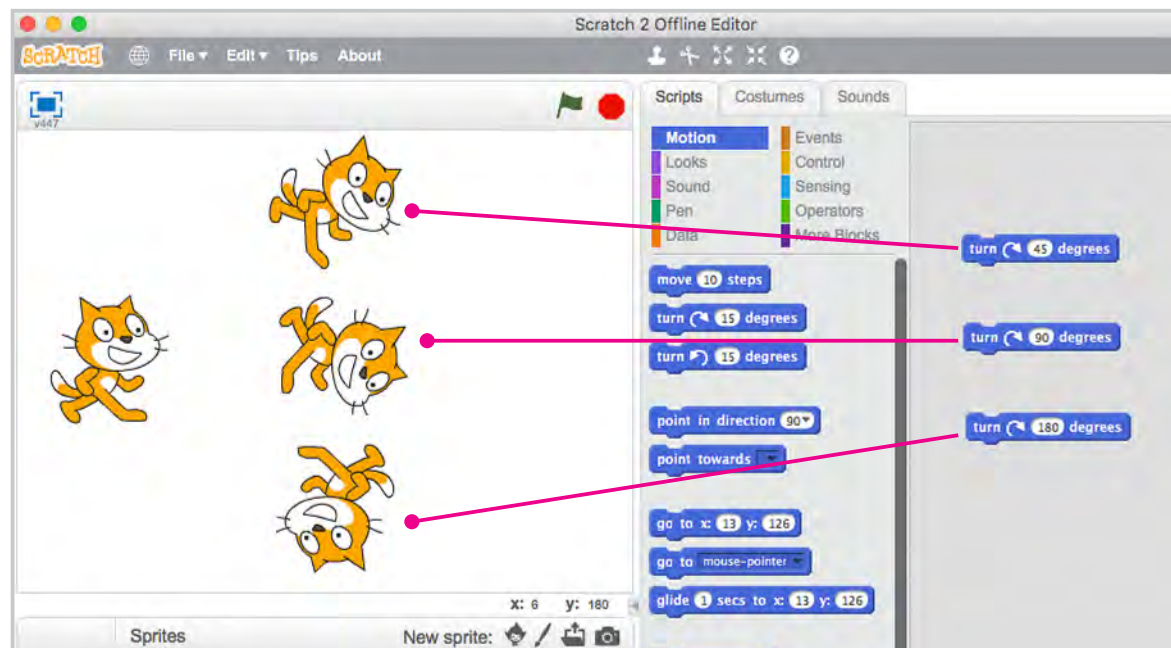 Scratch 2 Offline Editor
SCRATCH File Edit Tips About
v447
Scripts Costumes Sounds
Motion Events
Looks Control
Sound Sensing
Pen Operators
Data More Blocks
move 10 steps
turn 15 degrees
turn 15 degrees
point in direction 90
point towards
go to x: 13 y: 126
go to mouse-pointer
glide 1 secs to x: 13 y: 126
turn 45 degrees
turn 90 degrees
turn 180 degrees
X: 6 y: 180
Sprites New sprite: